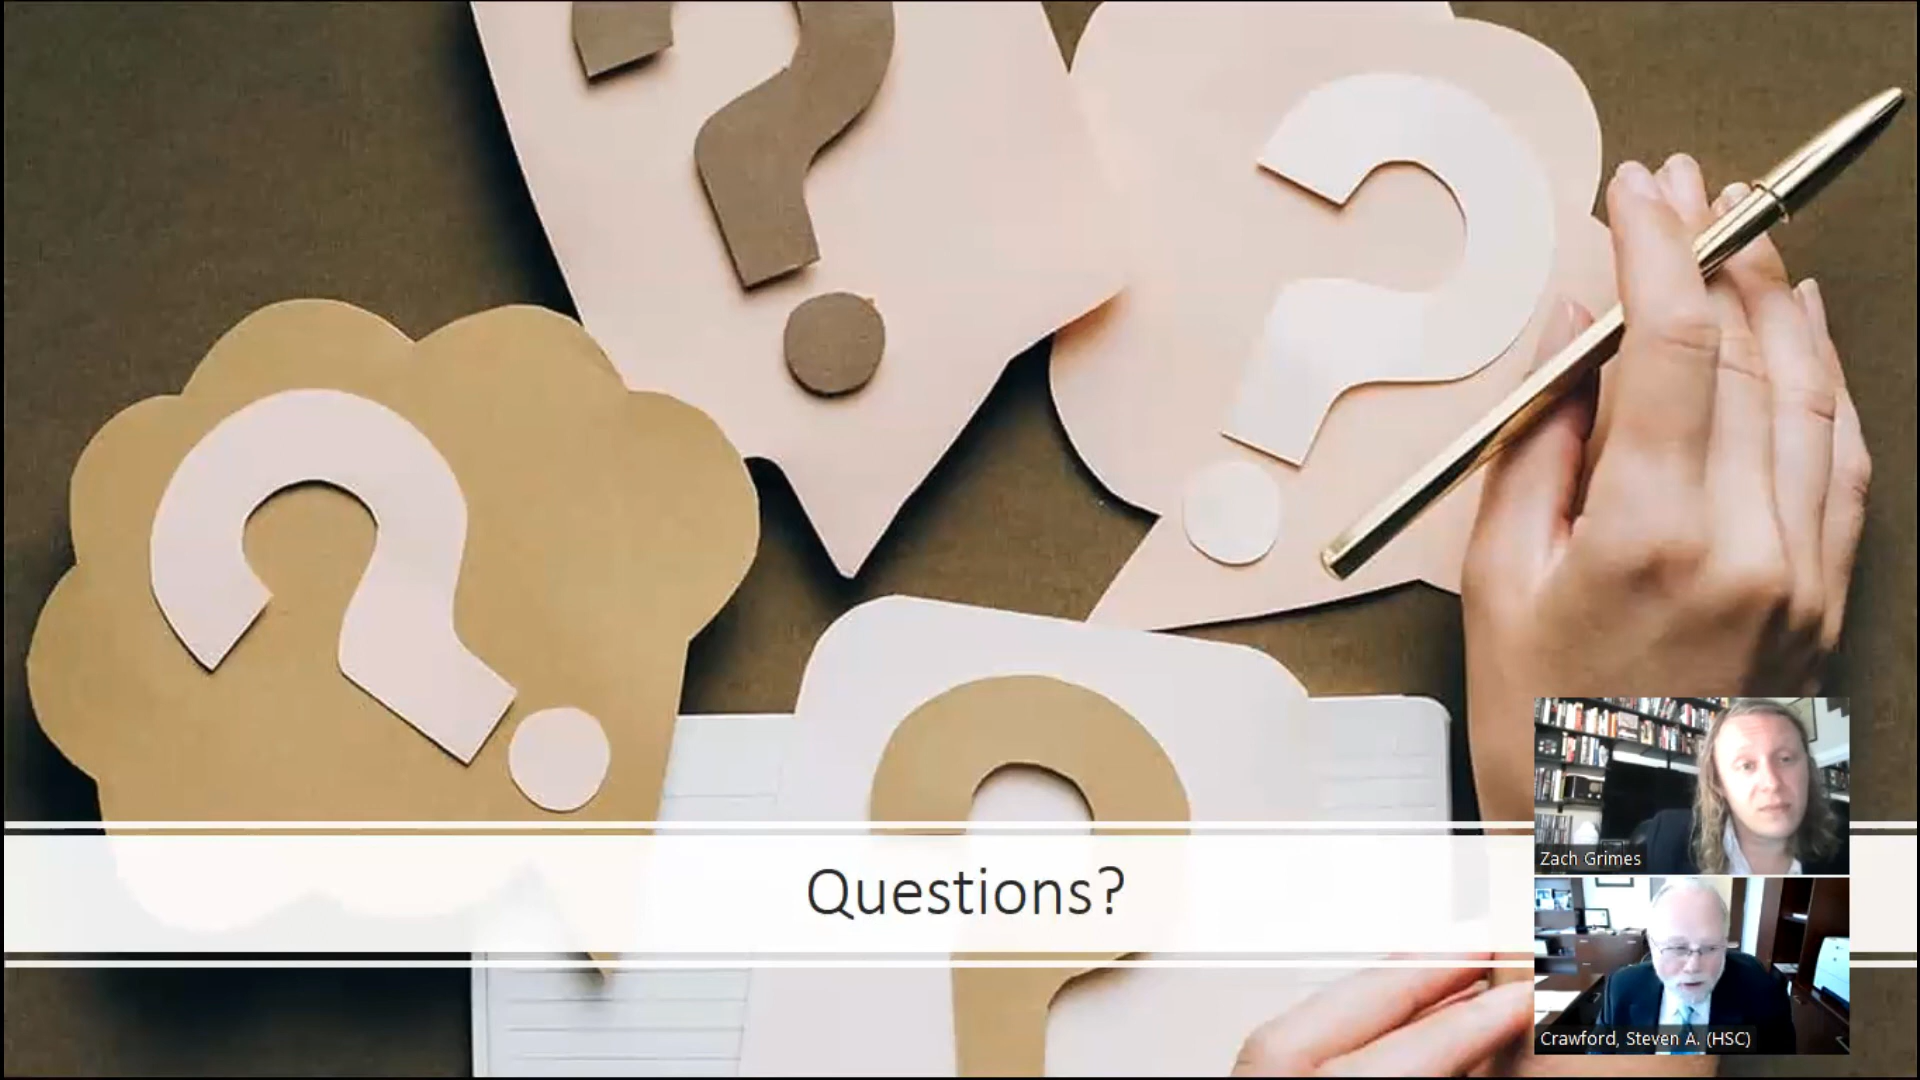 Questions?
Zach Grimes
Crawford, Steven A. (HSC)